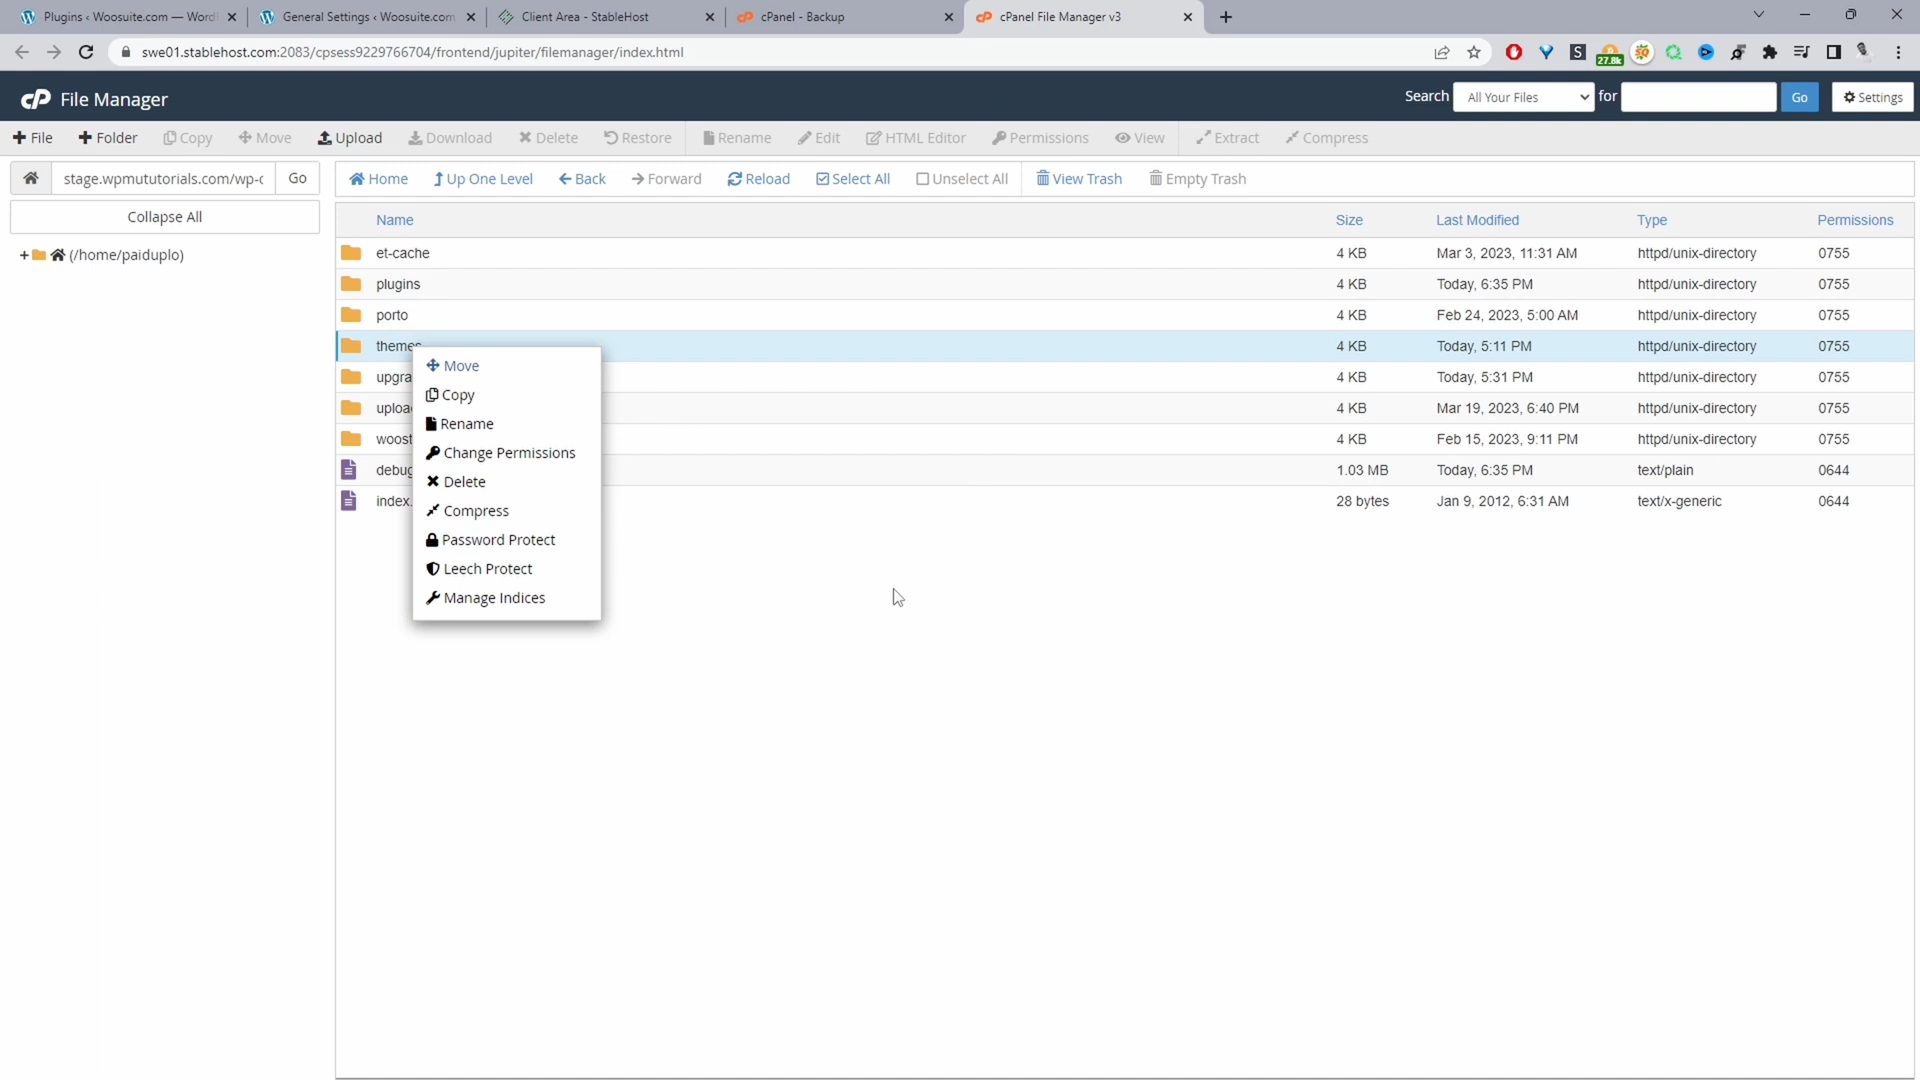 Plugins ‹ Woosuite.com — Word
General Settings ‹ Woosuite.com
Client Area - StableHost
cPanel - Backup
cPanel File Manager v3
swe01.stablehost.com:2083/cpsess9229766704/frontend/jupiter/filemanager/index.html
27.8k
cP File Manager
Search All Your Files for Go Settings
File Folder Copy Move Upload Download Delete Restore Rename Edit HTML Editor Permissions View Extract Compress
stage.wpmututorials.com/wp-c Go
Home Up One Level Back Forward Reload Select All Unselect All View Trash Empty Trash
Collapse All
(/home/paiduplo)
Name Size Last Modified Type Permissions
et-cache 4 KB Mar 3, 2023, 11:31 AM httpd/unix-directory 0755
plugins 4 KB Today, 6:35 PM httpd/unix-directory 0755
porto 4 KB Feb 24, 2023, 5:00 AM httpd/unix-directory 0755
themes 4 KB Today, 5:11 PM httpd/unix-directory 0755
upgra 4 KB Today, 5:31 PM httpd/unix-directory 0755
uploa 4 KB Mar 19, 2023, 6:40 PM httpd/unix-directory 0755
woost 4 KB Feb 15, 2023, 9:11 PM httpd/unix-directory 0755
debug 1.03 MB Today, 6:35 PM text/plain 0644
index. 28 bytes Jan 9, 2012, 6:31 AM text/x-generic 0644
Move
Copy
Rename
Change Permissions
Delete
Compress
Password Protect
Leech Protect
Manage Indices